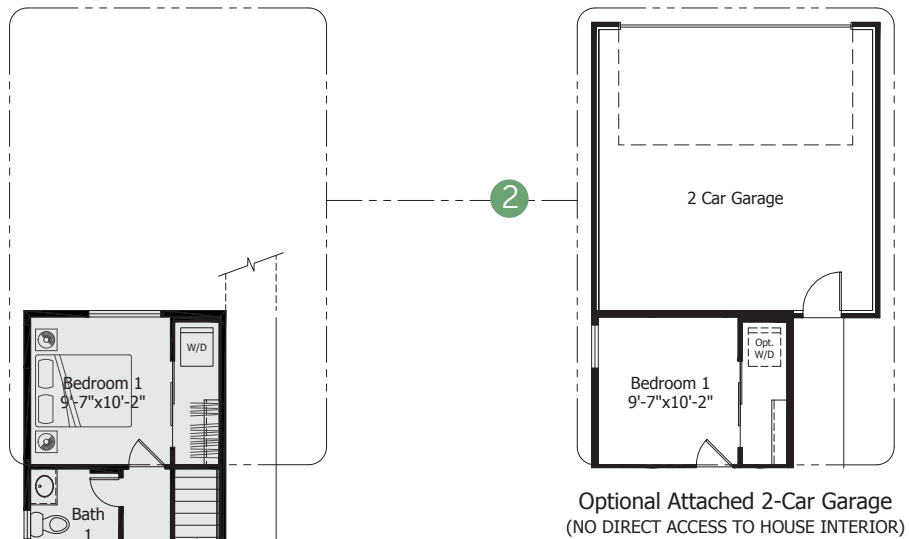 2
2 Car Garage
W/D
Bedroom 1
9'-7"x10'-2"
Opt.
W/D
Bedroom 1
9'-7"x10'-2"
Bath
1
Optional Attached 2-Car Garage
(NO DIRECT ACCESS TO HOUSE INTERIOR)